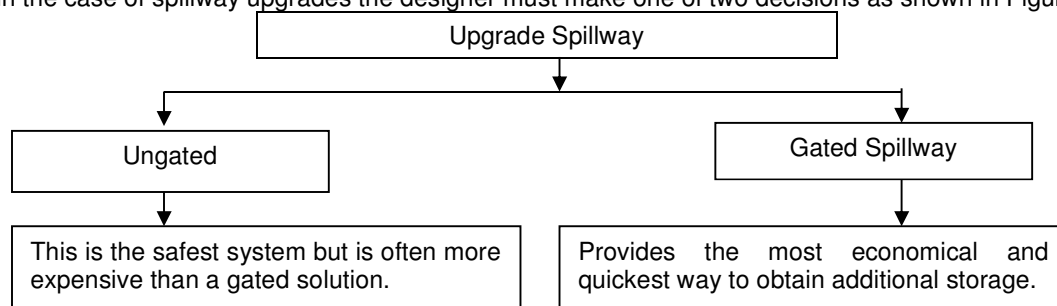 in the case of spillway upgrades the designer must make one of two decisions as shown in Figur
Upgrade Spillway
Ungated
Gated Spillway
This is the safest system but is often more
expensive than a gated solution.
Provides the most economical and
quickest way to obtain additional storage.